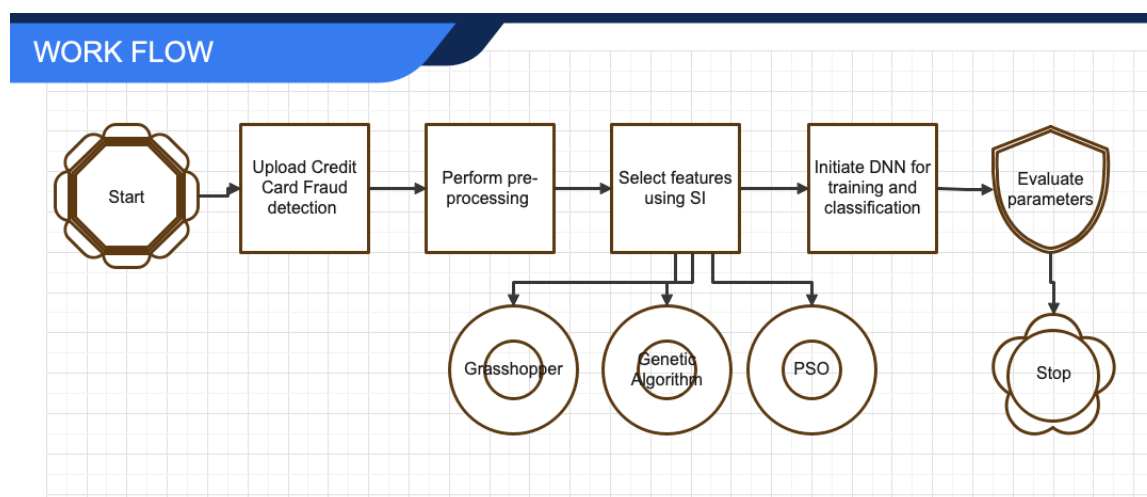 WORK FLOW
Start
Upload Credit
Card Fraud
detection
Perform pre-
processing
Select features
using SI
Initiate DNN for
training and
classification
Evaluate
parameters
Grasshopper
Genetic
Algorithm
PSO
Stop